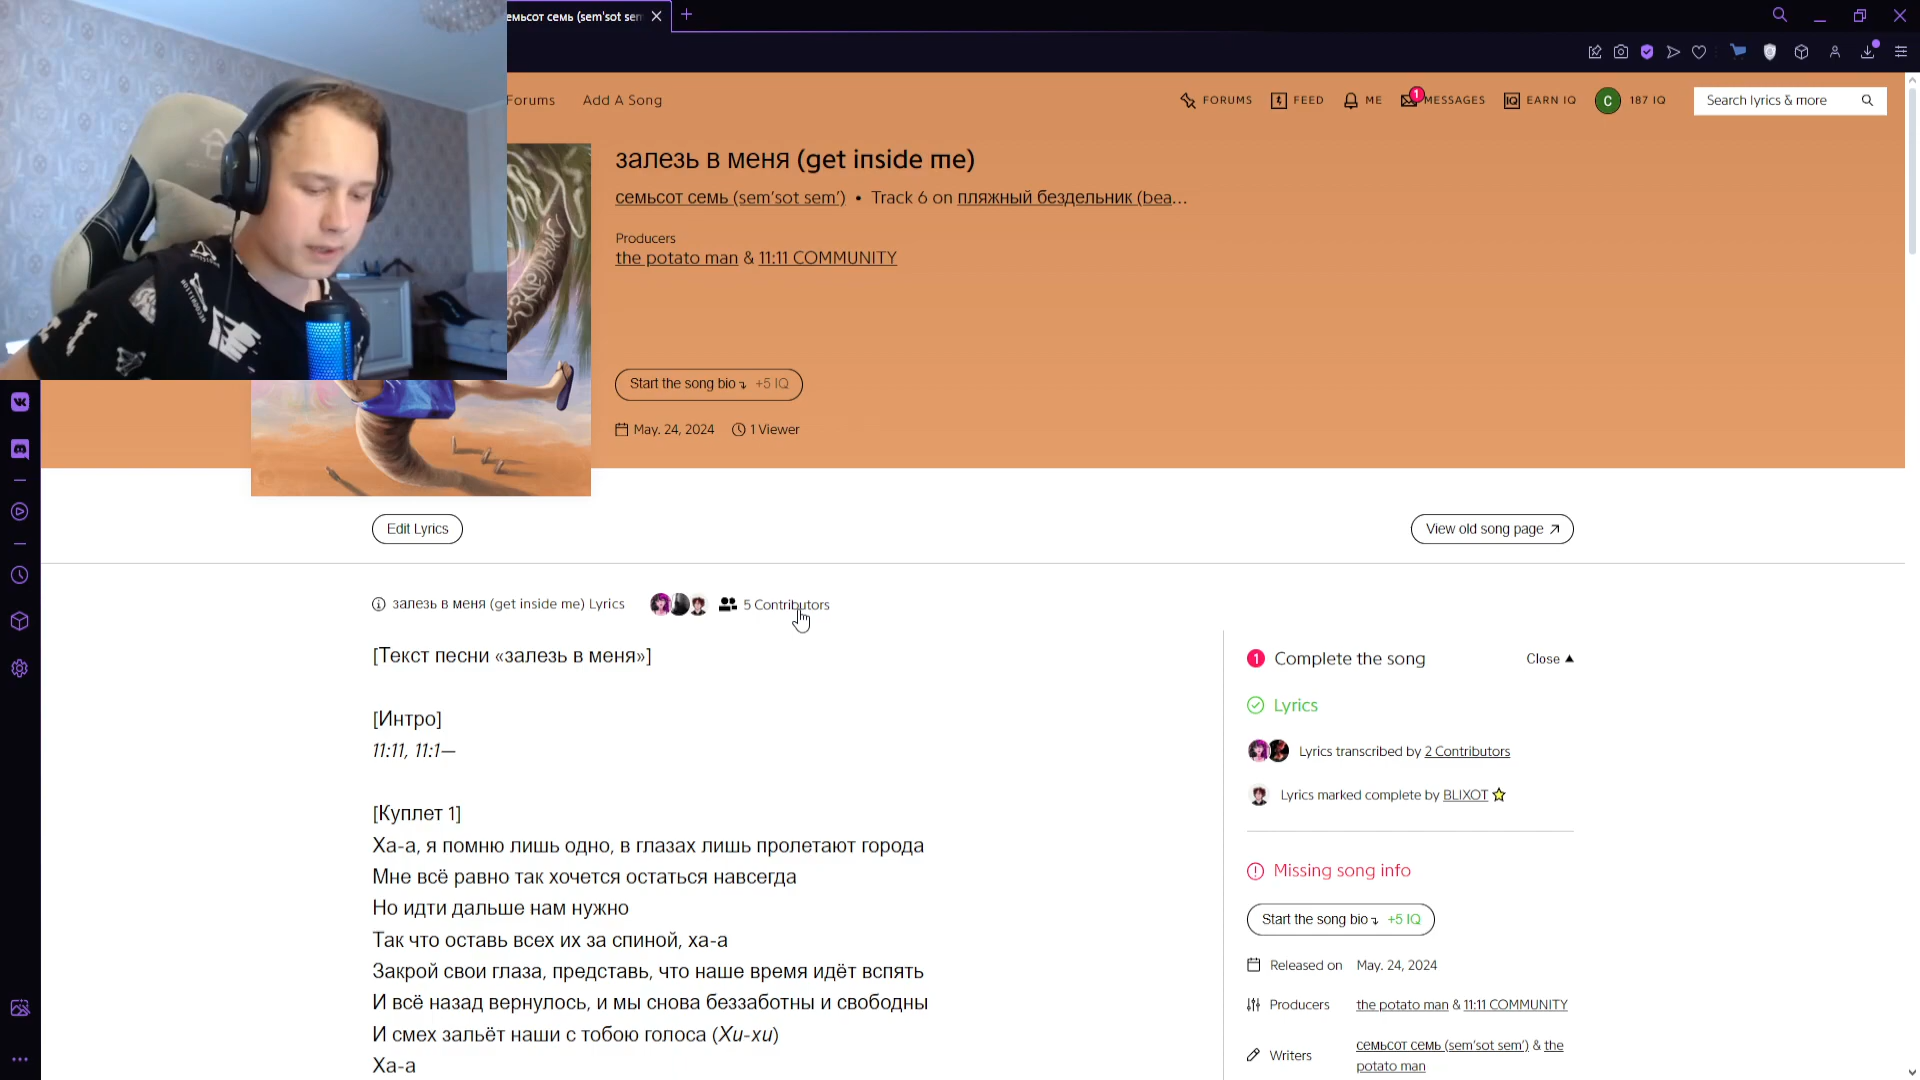 емьсот семь (sem'sot sem
Forums
Add A Song
FORUMS
FEED
ME
1
MESSAGES
IQ
EARN IQ
C
187 IQ
Search lyrics & more
залезь в меня (get inside me)
семьсот семь (sem'sot sem') • Track 6 on пляжный бездельник (bea...
Producers
the potato man & 11:11 COMMUNITY
Start the song bio +5 IQ
May. 24, 2024
1 Viewer
Edit Lyrics
View old song page
залезь в меня (get inside me) Lyrics
5 Contributors
[Текст песни «залезь в меня»]
[Интро]
11:11, 11:1—
[Куплет 1]
Ха-а, я помню лишь одно, в глазах лишь пролетают города
Мне всё равно так хочется остаться навсегда
Но идти дальше нам нужно
Так что оставь всех их за спиной, ха-а
Закрой свои глаза, представь, что наше время идёт вспять
И всё назад вернулось, и мы снова беззаботны и свободны
И смех зальёт наши с тобою голоса (Хи-хи)
Ха-а
1 Complete the song
Close
Lyrics
Lyrics transcribed by 2 Contributors
Lyrics marked complete by BLIXOT
Missing song info
Start the song bio +5 IQ
Released on May. 24, 2024
Producers the potato man & 11:11 COMMUNITY
Writers семьсот семь (sem'sot sem') & the
potato man